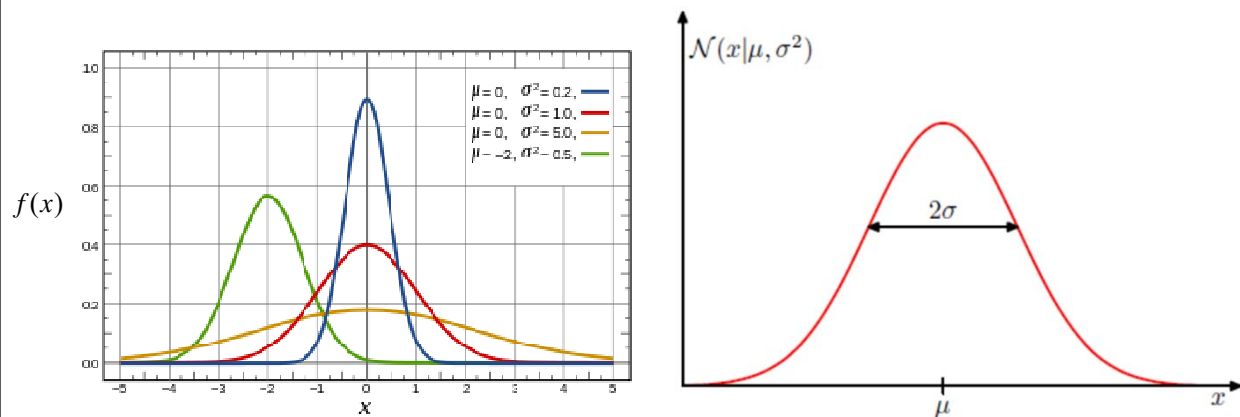 f(x)
1.0
0.8
0.6
0.4
0.2
0.0
μ=0, σ²=0.2,
μ=0, σ²=1.0,
μ=0, σ²=5.0,
μ=-2, σ²=0.5,
-5 -4 -3 -2 -1 0 1 2 3 4 5
x
𝒩(x|μ, σ²)
2σ
μ
x